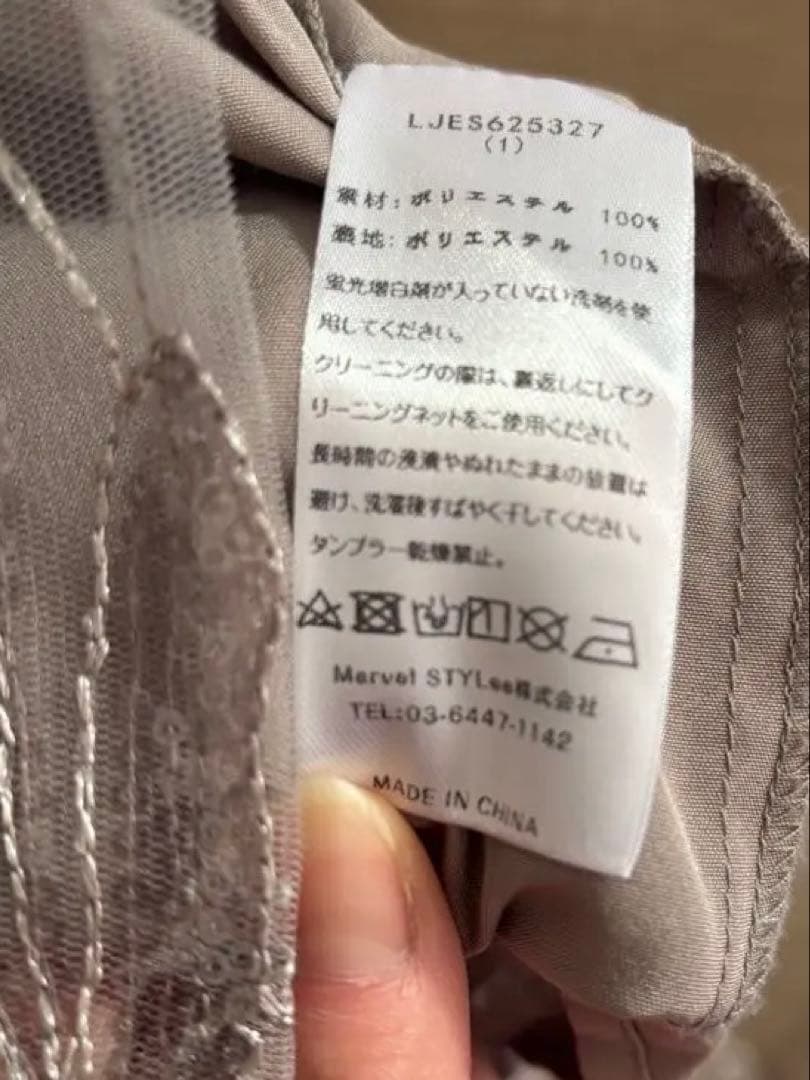 LJES625327
(1)
素材: ポリエステル 100%
裏地: ポリエステル 100%
蛍光増白剤が入っていない洗剤を使
用してください。
クリーニングの際は、裏返しにしてク
リーニングネットをご使用ください。
長時間の浸漬やぬれたままの放置は
避け、洗濯後すばやく干してください。
タンブラー乾燥禁止。
Marvel STYLee株式会社
TEL:03-6447-1142
MADE IN CHINA